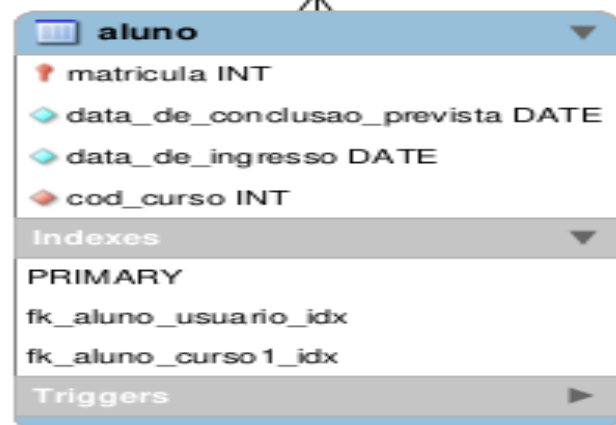 aluno
matricula INT
data_de_conclusao_prevista DATE
data_de_ingresso DATE
cod_curso INT
Indexes
PRIMARY
fk_aluno_usuario_idx
fk_aluno_curso1_idx
Triggers